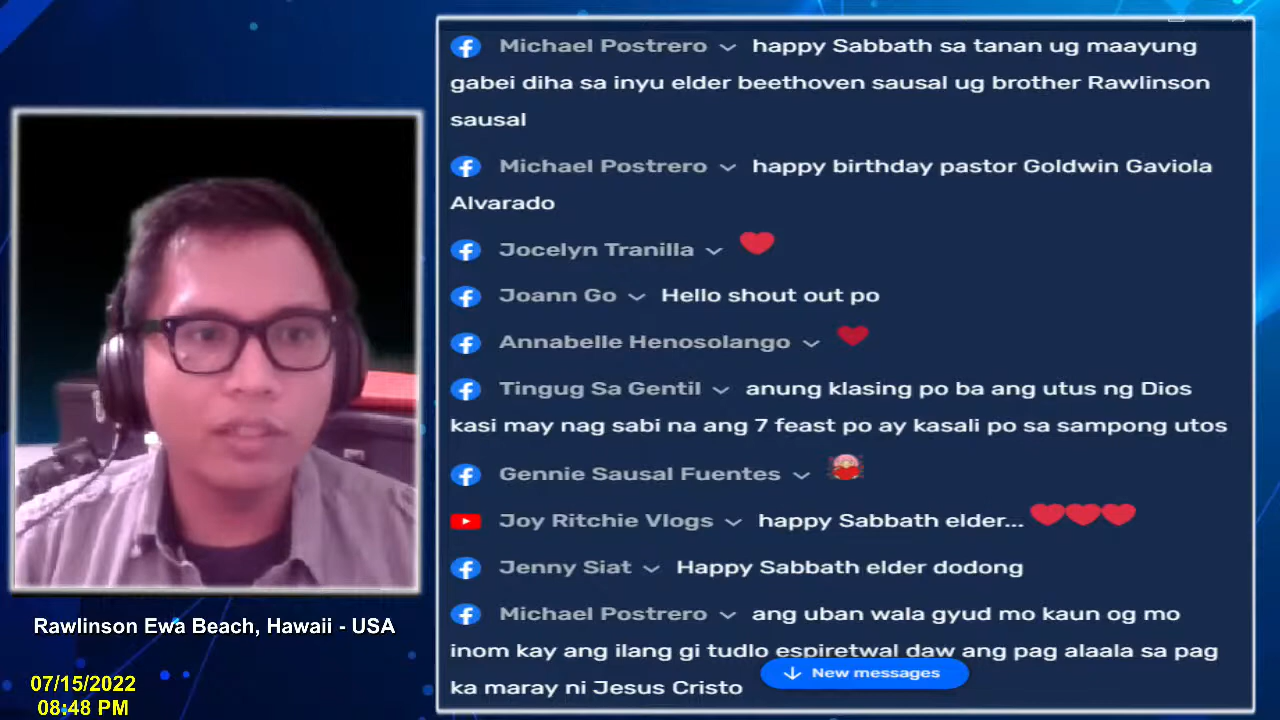 Michael Postrero happy Sabbath sa tanan ug maayung
gabei diha sa inyu elder beethoven sausal ug brother Rawlinson
sausal
Michael Postrero happy birthday pastor Goldwin Gaviola
Alvarado
Jocelyn Tranilla
Joann Go Hello shout out po
Annabelle Henosolango
Tingug Sa Gentil anung klasing po ba ang utus ng Dios
kasi may nag sabi na ang 7 feast po ay kasali po sa sampong utos
Gennie Sausal Fuentes
Joy Ritchie Vlogs happy Sabbath elder...
Jenny Siat Happy Sabbath elder dodong
Michael Postrero ang uban wala gyud mo kaun og mo
inom kay ang ilang gi tudlo espiretwal daw ang pag alaala sa pag
ka maray ni Jesus Cristo
New messages
Rawlinson Ewa Beach, Hawaii - USA
07/15/2022
08:48 PM